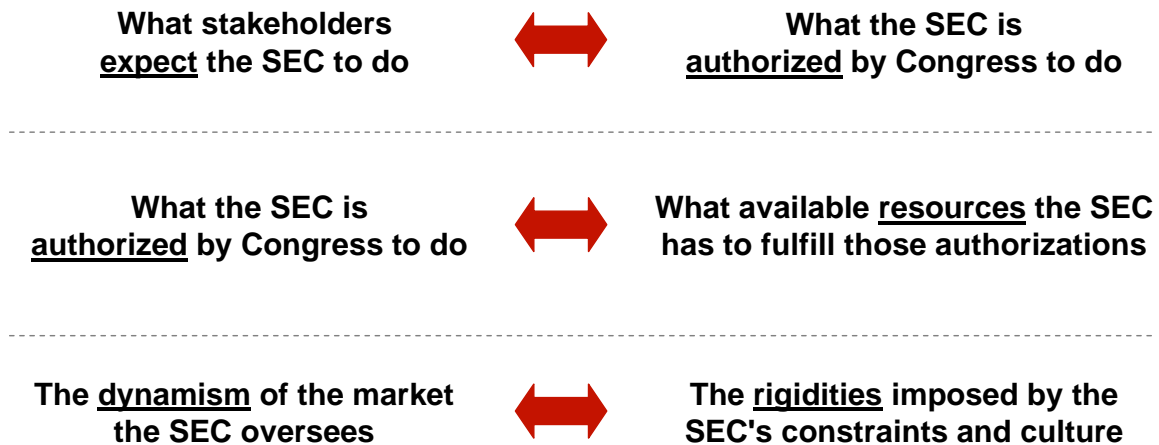 What stakeholders
expect the SEC to do
What the SEC is
authorized by Congress to do
What the SEC is
authorized by Congress to do
What available resources the SEC
has to fulfill those authorizations
The dynamism of the market
the SEC oversees
The rigidities imposed by the
SEC's constraints and culture